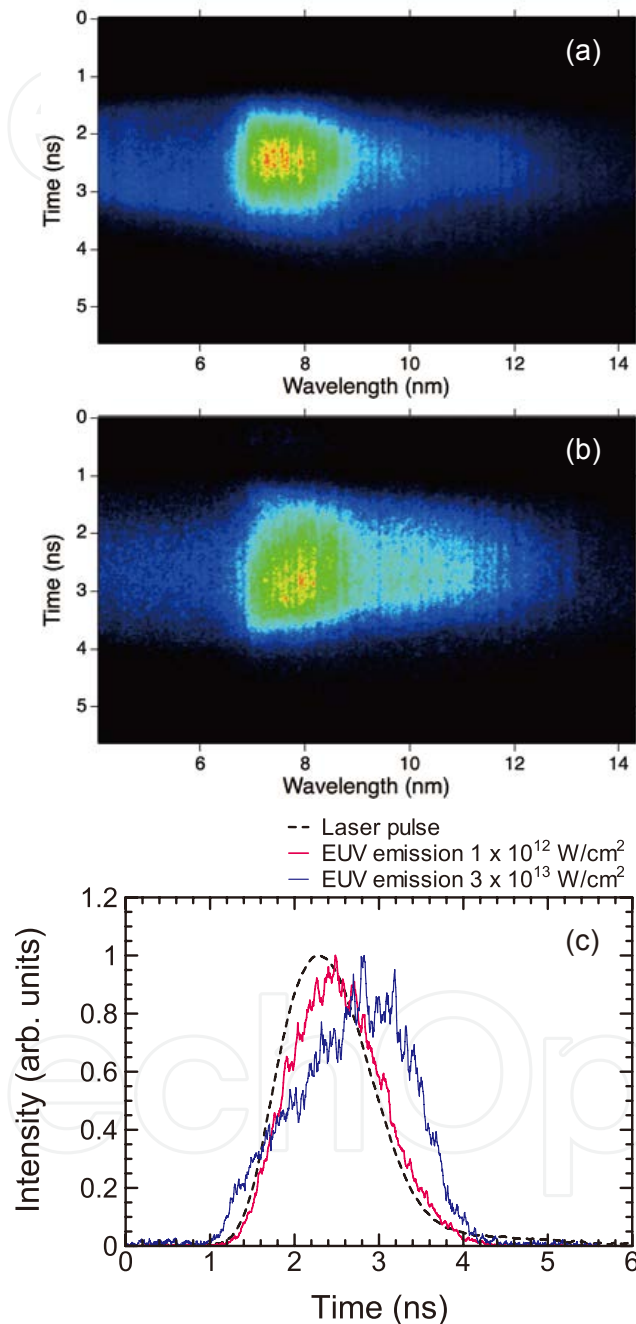 (a)
0
1
2
3
4
5
Time (ns)
6 8 10 12 14
Wavelength (nm)
(b)
0
1
2
3
4
5
Time (ns)
6 8 10 12 14
Wavelength (nm)
Laser pulse
EUV emission 1 x 10¹² W/cm²
EUV emission 3 x 10¹³ W/cm²
(c)
1.2
1
0.8
0.6
0.4
0.2
0
Intensity (arb. units)
0 1 2 3 4 5 6
Time (ns)
echOp